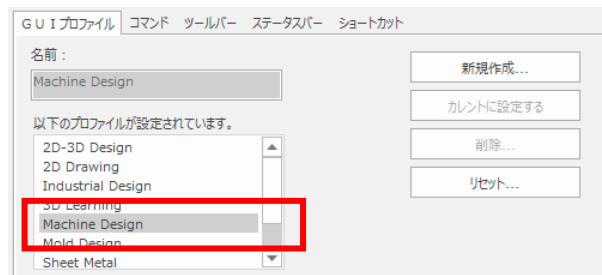 ＧＵＩプロファイル コマンド ツールバー ステータスバー ショートカット
名前：
Machine Design
新規作成...
カレントに設定する
以下のプロファイルが設定されています。
削除...
2D-3D Design
2D Drawing
Industrial Design
リセット...
3D Learning
Machine Design
Mold Design
Sheet Metal